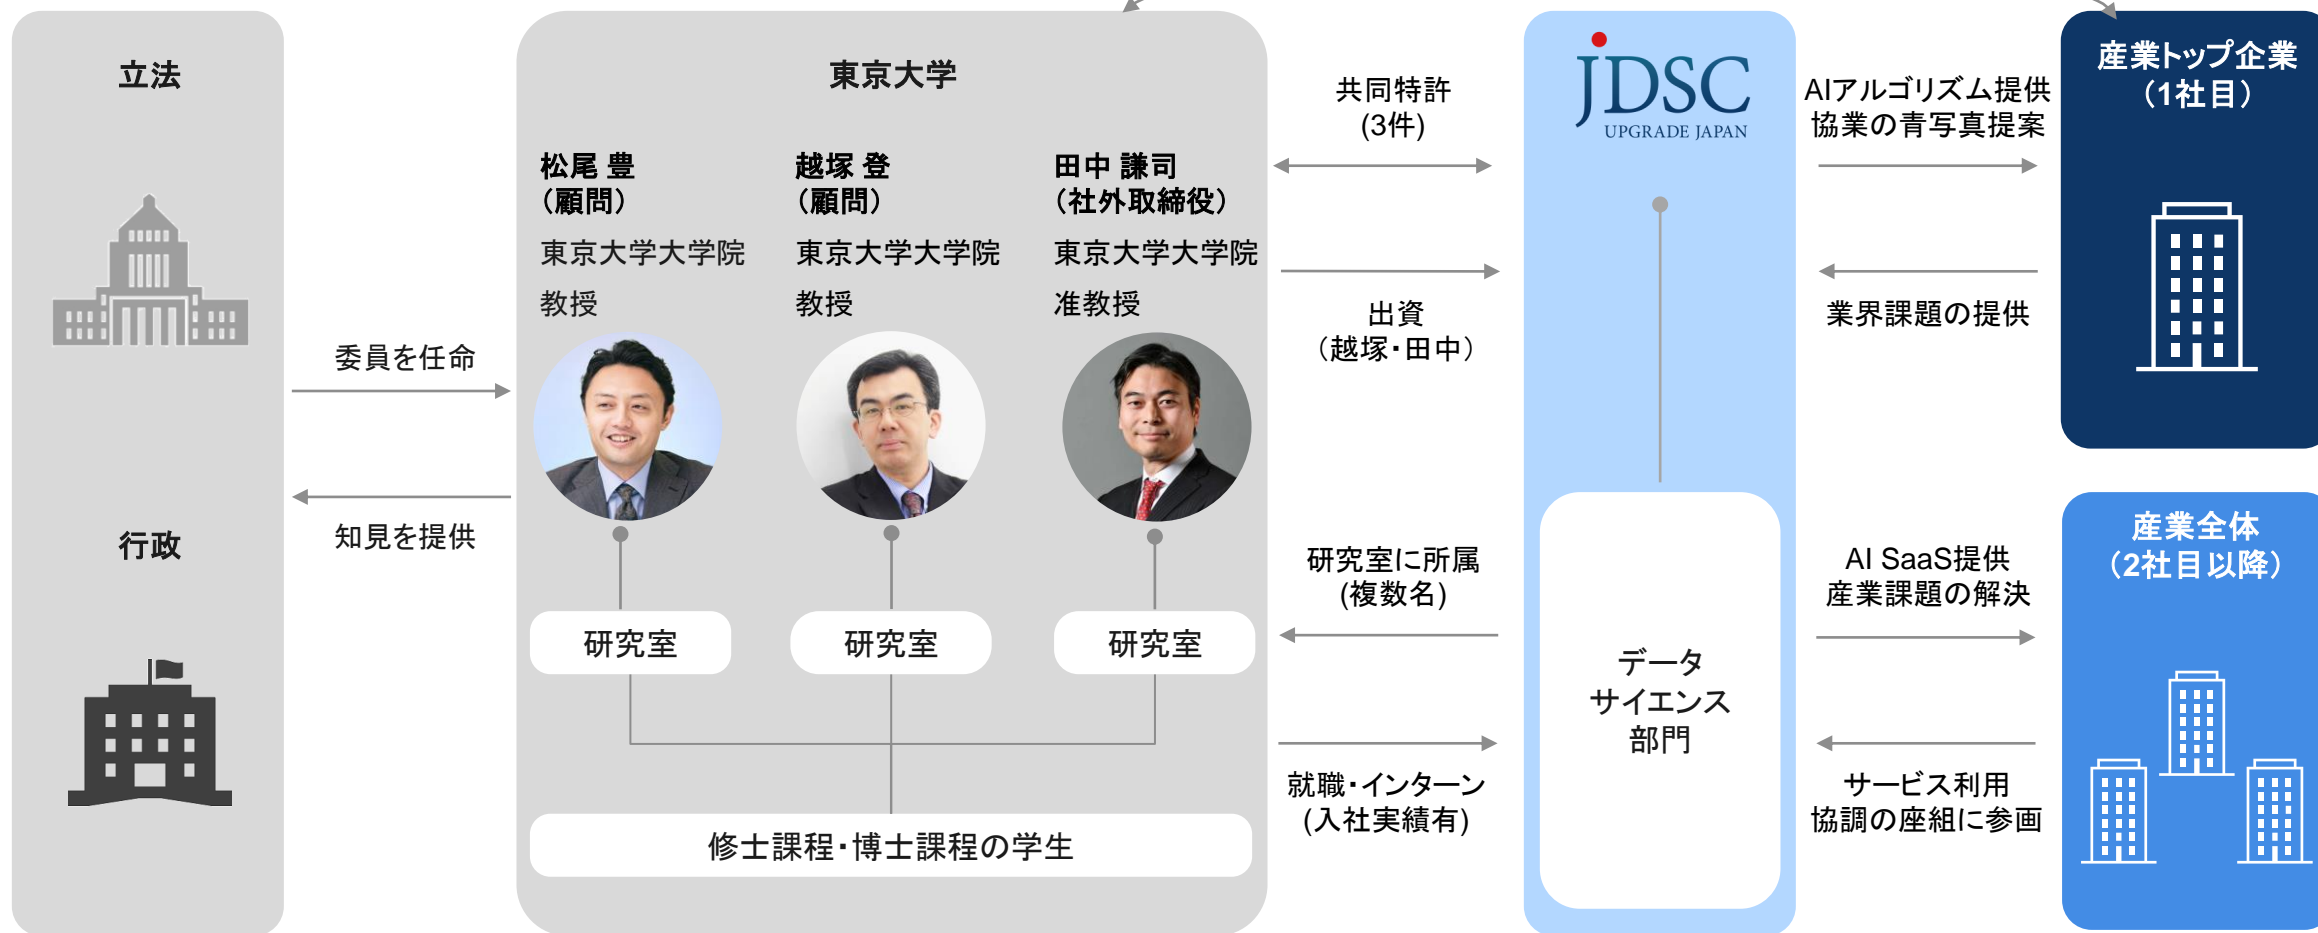 立法
行政
委員を任命
知見を提供
東京大学
松尾 豊
（顧問）
東京大学大学院
教授
越塚 登
（顧問）
東京大学大学院
教授
田中 謙司
（社外取締役）
東京大学大学院
准教授
研究室
研究室
研究室
修士課程・博士課程の学生
共同特許
(3件)
出資
（越塚・田中）
研究室に所属
(複数名)
就職・インターン
(入社実績有)
JDSC
UPGRADE JAPAN
データ
サイエンス
部門
AIアルゴリズム提供
協業の青写真提案
業界課題の提供
AI SaaS提供
産業課題の解決
サービス利用
協調の座組に参画
産業トップ企業
（1社目）
産業全体
（2社目以降）